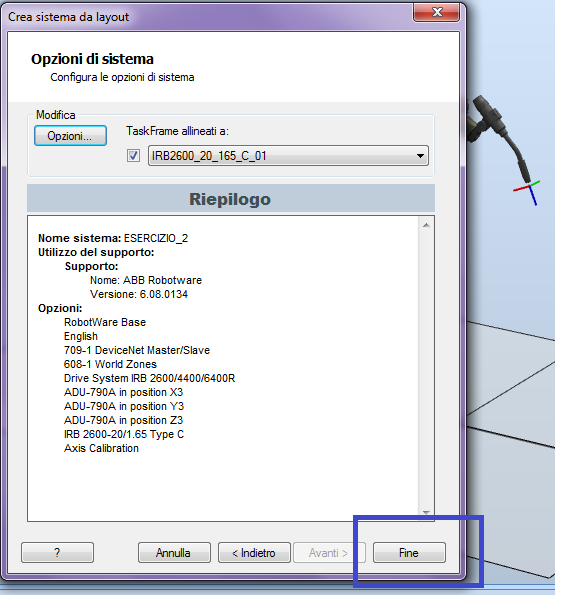 Crea sistema da layout
Opzioni di sistema
Configura le opzioni di sistema
Modifica
Opzioni...
TaskFrame allineati a:
IRB2600_20_165_C_01
Riepilogo
Nome sistema: ESERCIZIO_2
Utilizzo del supporto:
Supporto:
Nome: ABB Robotware
Versione: 6.08.0134
Opzioni:
RobotWare Base
English
709-1 DeviceNet Master/Slave
608-1 World Zones
Drive System IRB 2600/4400/6400R
ADU-790A in position X3
ADU-790A in position Y3
ADU-790A in position Z3
IRB 2600-20/1.65 Type C
Axis Calibration
? Annulla < Indietro Avanti > Fine